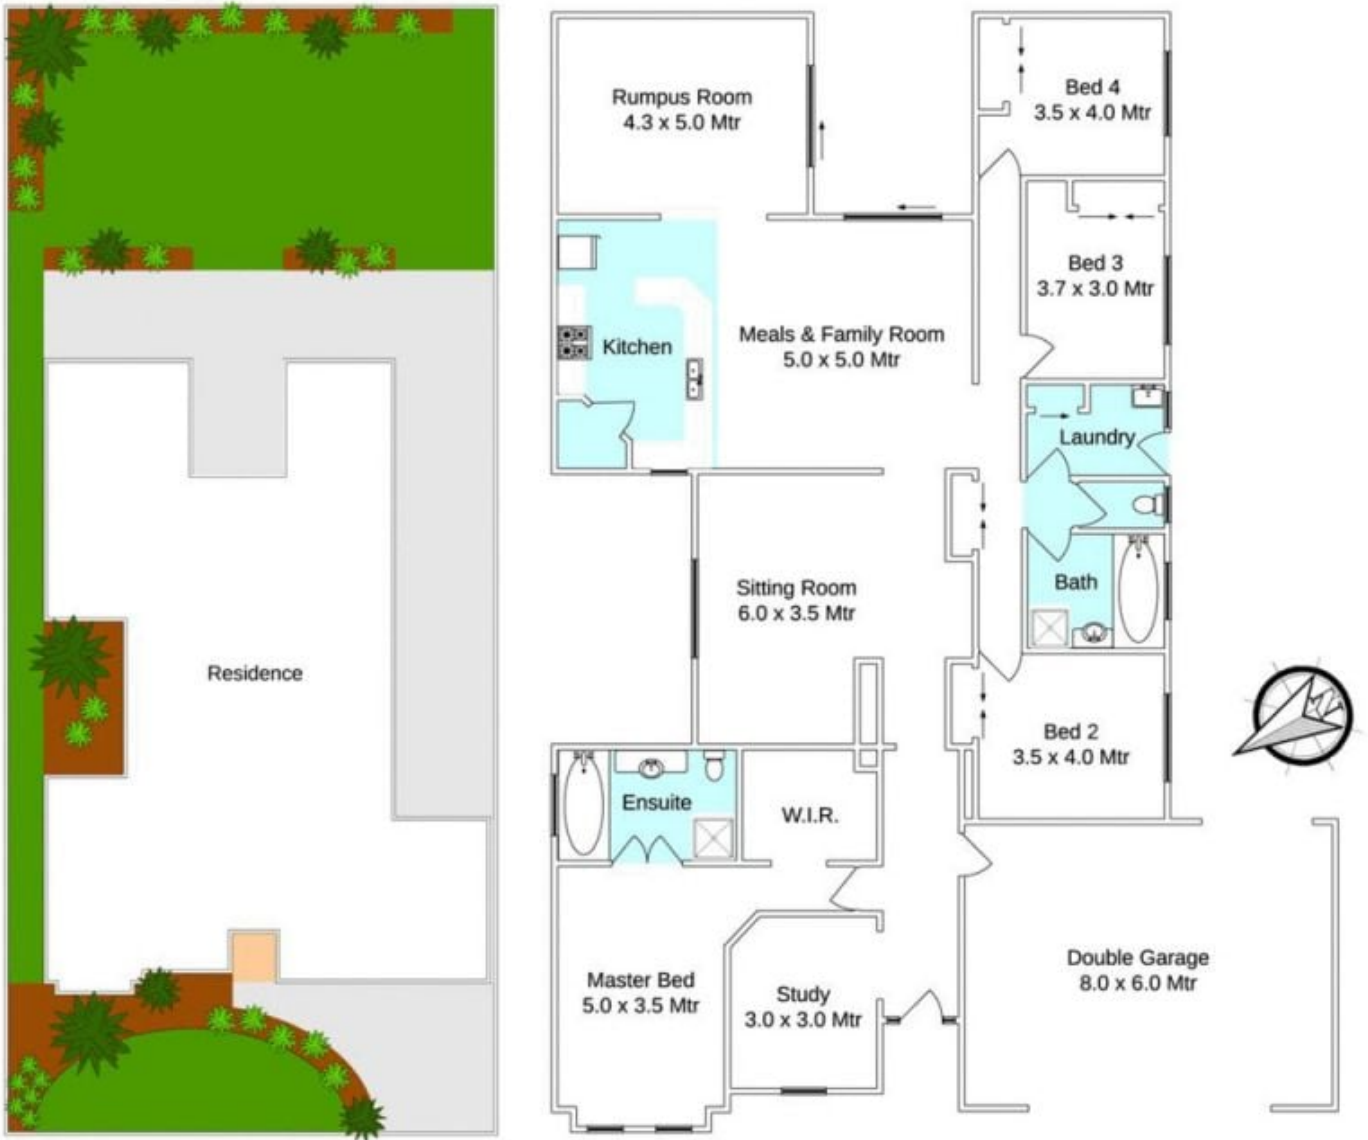 Residence
Rumpus Room
4.3 x 5.0 Mtr
Bed 4
3.5 x 4.0 Mtr
Bed 3
3.7 x 3.0 Mtr
Kitchen
Meals & Family Room
5.0 x 5.0 Mtr
Laundry
Sitting Room
6.0 x 3.5 Mtr
Bath
Bed 2
3.5 x 4.0 Mtr
Ensuite
W.I.R.
Master Bed
5.0 x 3.5 Mtr
Study
3.0 x 3.0 Mtr
Double Garage
8.0 x 6.0 Mtr